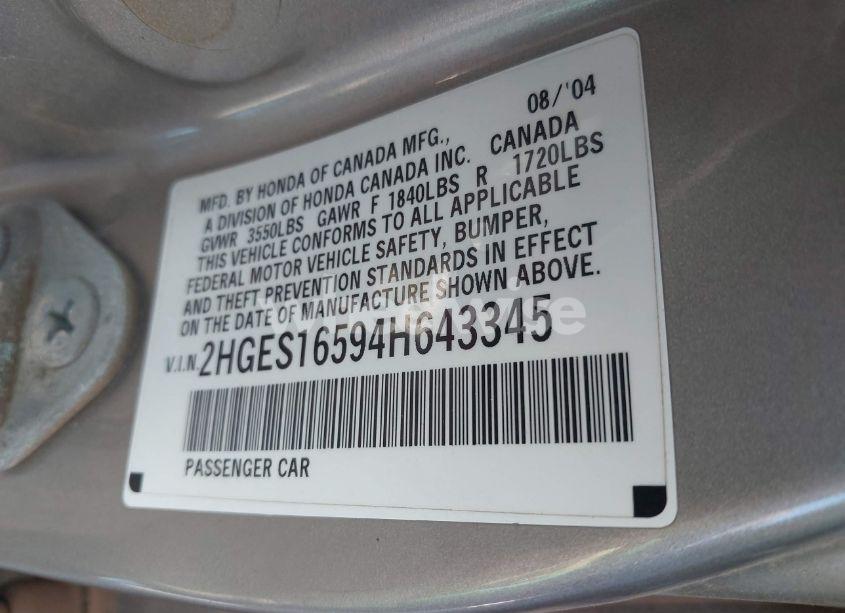 08/'04
MFD. BY HONDA OF CANADA MFG.,
A DIVISION OF HONDA CANADA INC. CANADA
GVWR 3550LBS GAWR F 1840LBS R 1720LBS
THIS VEHICLE CONFORMS TO ALL APPLICABLE
FEDERAL MOTOR VEHICLE SAFETY, BUMPER,
AND THEFT PREVENTION STANDARDS IN EFFECT
ON THE DATE OF MANUFACTURE SHOWN ABOVE.
V.I.N. 2HGES16594H643345
PASSENGER CAR